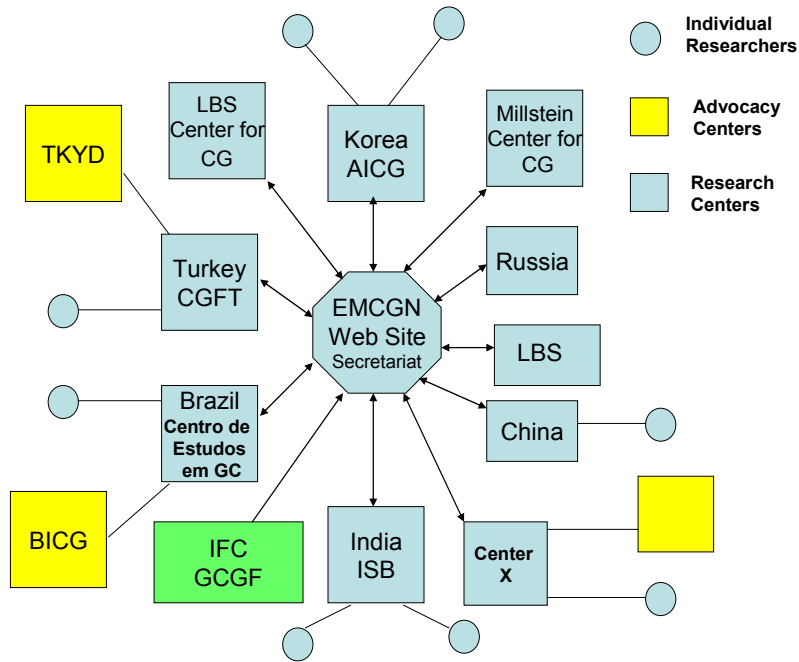 Individual
Researchers
LBS
Center for
CG
Korea
AICG
Millstein
Center for
CG
Advocacy
Centers
TKYD
Research
Centers
Turkey
CGFT
Russia
EMCGN
Web Site
Secretariat
LBS
Brazil
Centro de
Estudos
em GC
China
BICG
IFC
GCGF
India
ISB
Center
X